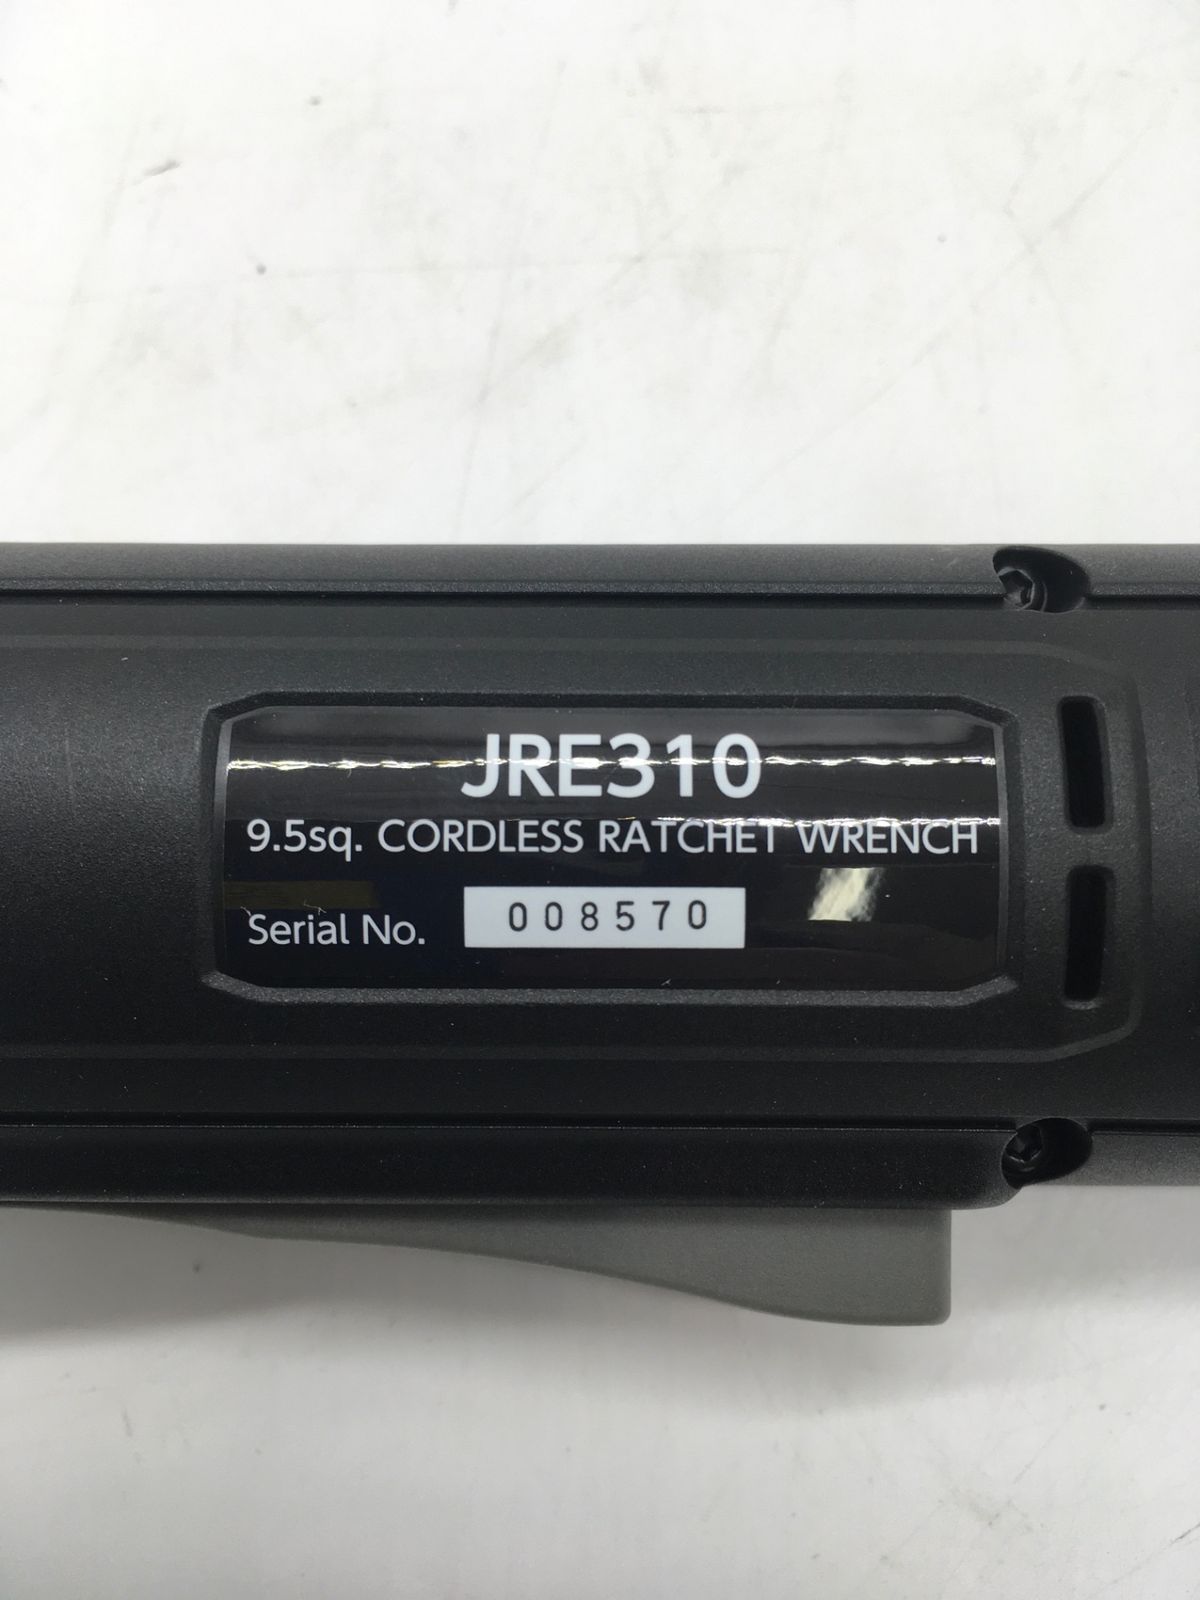 JRE310
9.5sq. CORDLESS RATCHET WRENCH
Serial No. 008570